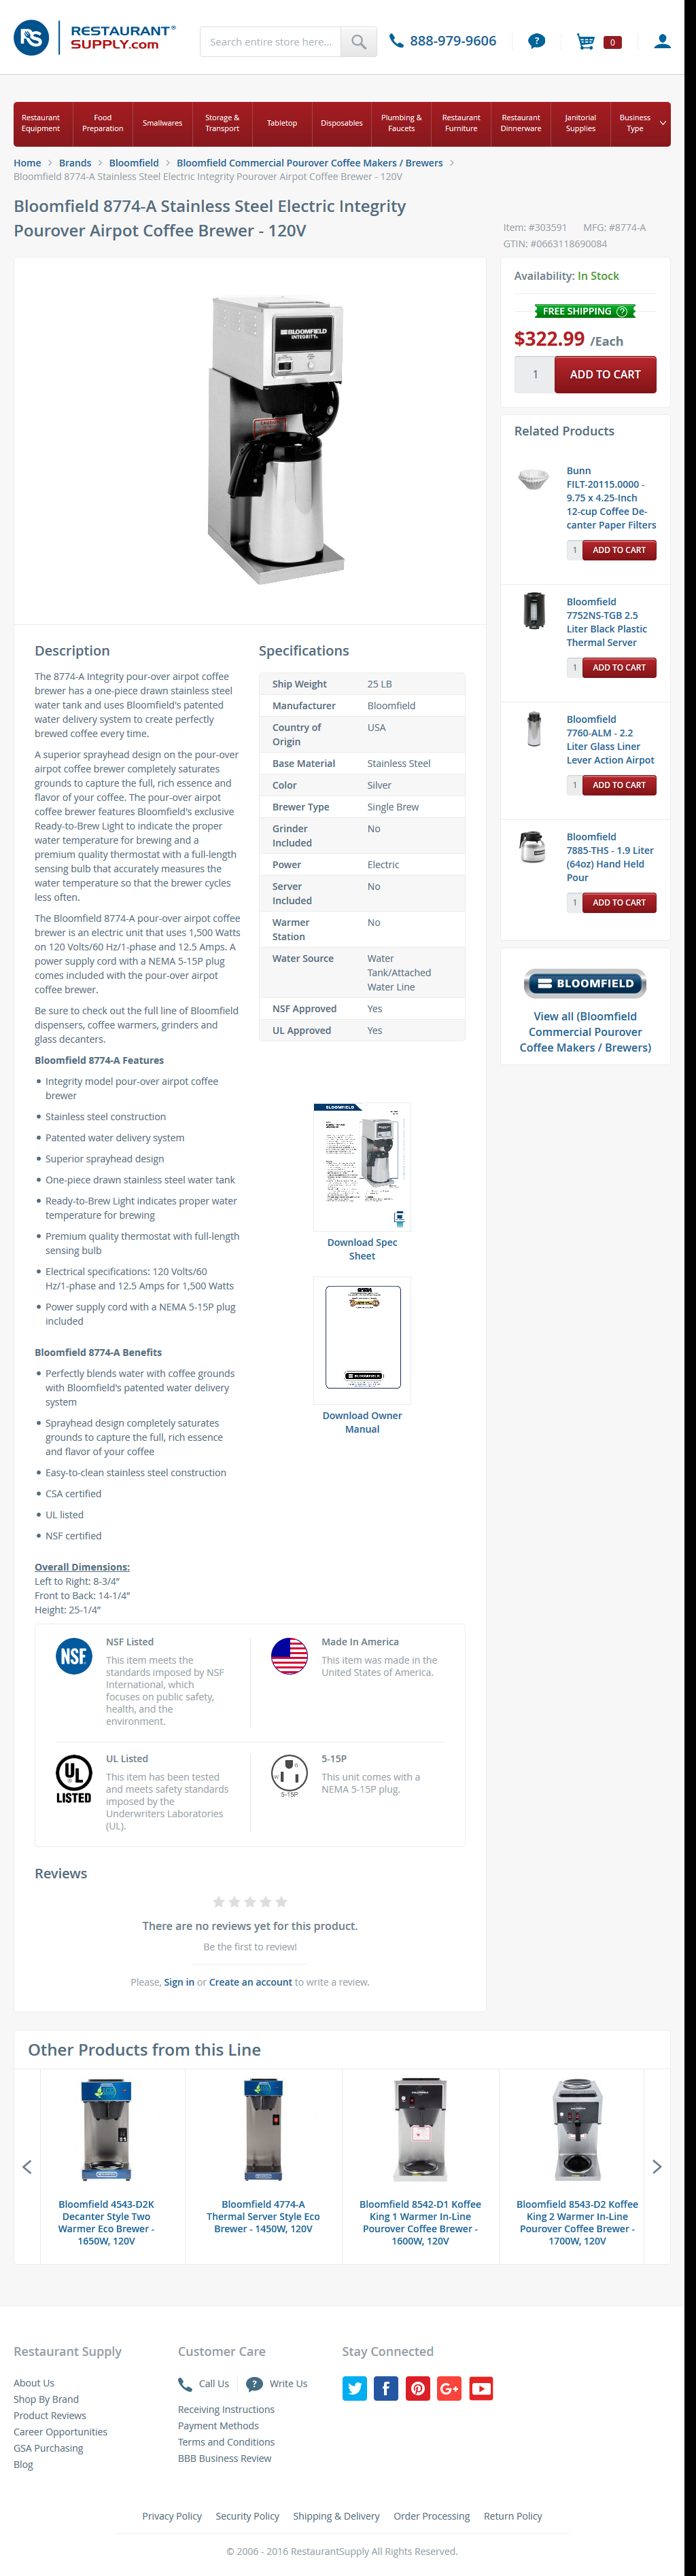 RS RESTAURANT®
SUPPLY.com
Search entire store here...
888-979-9606
?
0
Restaurant Equipment
Food Preparation
Smallwares
Storage & Transport
Tabletop
Disposables
Plumbing & Faucets
Restaurant Furniture
Restaurant Dinnerware
Janitorial Supplies
Business Type
Home > Brands > Bloomfield > Bloomfield Commercial Pourover Coffee Makers / Brewers >
Bloomfield 8774-A Stainless Steel Electric Integrity Pourover Airpot Coffee Brewer - 120V
Bloomfield 8774-A Stainless Steel Electric Integrity
Pourover Airpot Coffee Brewer - 120V
Item: #303591 MFG: #8774-A
GTIN: #0663118690084
BLOOMFIELD
INTEGRITY
Availability: In Stock
FREE SHIPPING ?
$322.99 /Each
1 ADD TO CART
Related Products
Bunn
FILT-20115.0000 -
9.75 x 4.25-Inch
12-cup Coffee De-
canter Paper Filters
1 ADD TO CART
Bloomfield
7752NS-TGB 2.5
Liter Black Plastic
Thermal Server
1 ADD TO CART
Bloomfield
7760-ALM - 2.2
Liter Glass Liner
Lever Action Airpot
1 ADD TO CART
Bloomfield
7885-THS - 1.9 Liter
(64oz) Hand Held
Pour
1 ADD TO CART
BLOOMFIELD
View all (Bloomfield
Commercial Pourover
Coffee Makers / Brewers)
Description
The 8774-A Integrity pour-over airpot coffee
brewer has a one-piece drawn stainless steel
water tank and uses Bloomfield's patented
water delivery system to create perfectly
brewed coffee every time.
A superior sprayhead design on the pour-over
airpot coffee brewer completely saturates
grounds to capture the full, rich essence and
flavor of your coffee. The pour-over airpot
coffee brewer features Bloomfield's exclusive
Ready-to-Brew Light to indicate the proper
water temperature for brewing and a
premium quality thermostat with a full-length
sensing bulb that accurately measures the
water temperature so that the brewer cycles
less often.
The Bloomfield 8774-A pour-over airpot coffee
brewer is an electric unit that uses 1,500 Watts
on 120 Volts/60 Hz/1-phase and 12.5 Amps. A
power supply cord with a NEMA 5-15P plug
comes included with the pour-over airpot
coffee brewer.
Be sure to check out the full line of Bloomfield
dispensers, coffee warmers, grinders and
glass decanters.
Bloomfield 8774-A Features
• Integrity model pour-over airpot coffee
brewer
• Stainless steel construction
• Patented water delivery system
• Superior sprayhead design
• One-piece drawn stainless steel water tank
• Ready-to-Brew Light indicates proper water
temperature for brewing
• Premium quality thermostat with full-length
sensing bulb
• Electrical specifications: 120 Volts/60
Hz/1-phase and 12.5 Amps for 1,500 Watts
• Power supply cord with a NEMA 5-15P plug
included
Bloomfield 8774-A Benefits
• Perfectly blends water with coffee grounds
with Bloomfield's patented water delivery
system
• Sprayhead design completely saturates
grounds to capture the full, rich essence
and flavor of your coffee
• Easy-to-clean stainless steel construction
• CSA certified
• UL listed
• NSF certified
Overall Dimensions:
Left to Right: 8-3/4"
Front to Back: 14-1/4"
Height: 25-1/4"
Specifications
Ship Weight 25 LB
Manufacturer Bloomfield
Country of Origin USA
Base Material Stainless Steel
Color Silver
Brewer Type Single Brew
Grinder Included No
Power Electric
Server Included No
Warmer Station No
Water Source Water Tank/Attached Water Line
NSF Approved Yes
UL Approved Yes
BLOOMFIELD
Download Spec
Sheet
BLOOMFIELD
Download Owner
Manual
NSF
NSF Listed
This item meets the
standards imposed by NSF
International, which
focuses on public safety,
health, and the
environment.
Made In America
This item was made in the
United States of America.
UL
LISTED
UL Listed
This item has been tested
and meets safety standards
imposed by the
Underwriters Laboratories
(UL).
W G
5-15P
5-15P
This unit comes with a
NEMA 5-15P plug.
Reviews
There are no reviews yet for this product.
Be the first to review!
Please, Sign in or Create an account to write a review.
Other Products from this Line
Bloomfield 4543-D2K
Decanter Style Two
Warmer Eco Brewer -
1650W, 120V
Bloomfield 4774-A
Thermal Server Style Eco
Brewer - 1450W, 120V
Bloomfield 8542-D1 Koffee
King 1 Warmer In-Line
Pourover Coffee Brewer -
1600W, 120V
Bloomfield 8543-D2 Koffee
King 2 Warmer In-Line
Pourover Coffee Brewer -
1700W, 120V
Restaurant Supply
About Us
Shop By Brand
Product Reviews
Career Opportunities
GSA Purchasing
Blog
Customer Care
Call Us ? Write Us
Receiving Instructions
Payment Methods
Terms and Conditions
BBB Business Review
Stay Connected
f G+
Privacy Policy Security Policy Shipping & Delivery Order Processing Return Policy
© 2006 - 2016 RestaurantSupply All Rights Reserved.